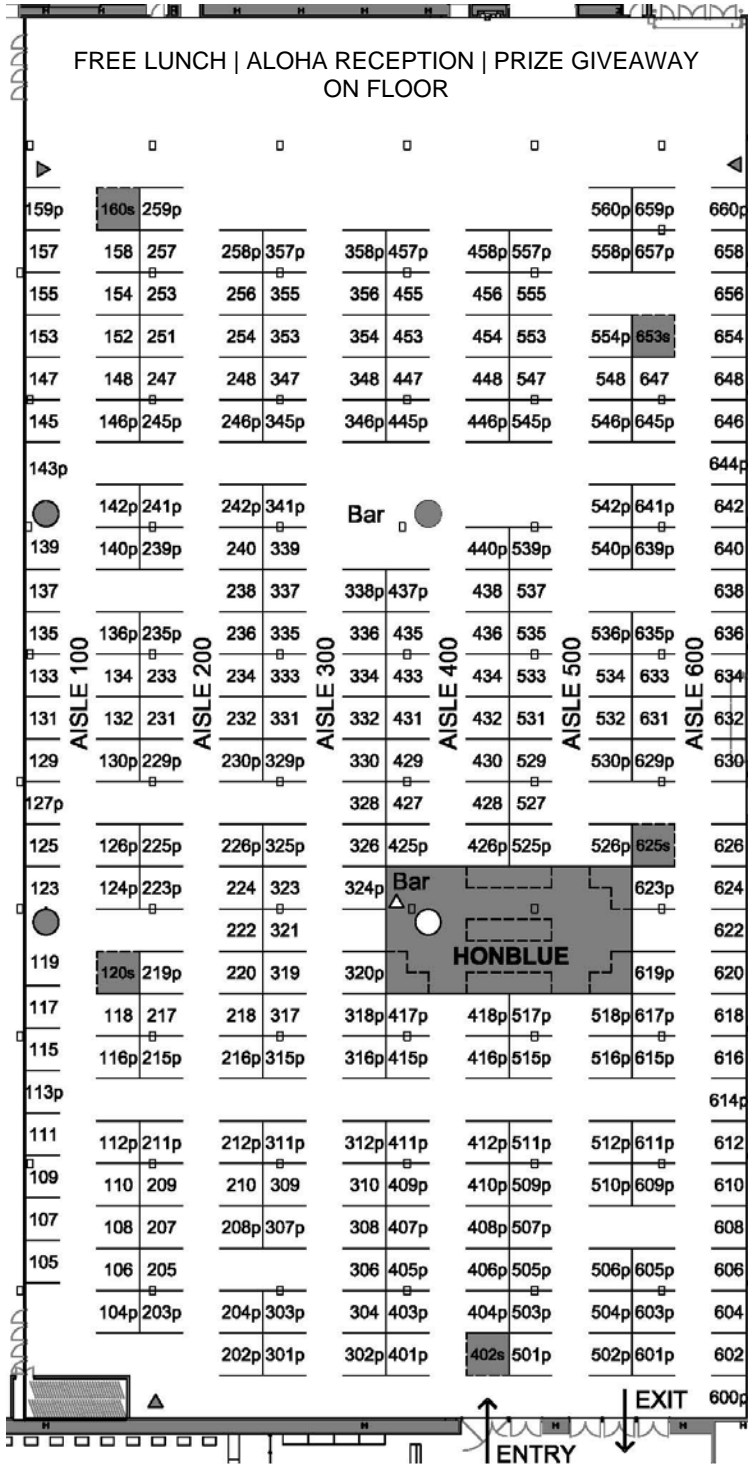 FREE LUNCH | ALOHA RECEPTION | PRIZE GIVEAWAY
ON FLOOR
159p 160s 259p 560p 659p 660p
157 158 257 258p 357p 358p 457p 458p 557p 558p 657p 658
155 154 253 256 355 356 455 456 555 656
153 152 251 254 353 354 453 454 553 554p 653s 654
147 148 247 248 347 348 447 448 547 548 647 648
145 146p 245p 246p 345p 346p 445p 446p 545p 546p 645p 646
143p 644p
142p 241p 242p 341p Bar 542p 641p 642
139 140p 239p 240 339 440p 539p 540p 639p 640
137 238 337 338p 437p 438 537 638
135 136p 235p 236 335 336 435 436 535 536p 635p 636
AISLE 100 AISLE 200 AISLE 300 AISLE 400 AISLE 500 AISLE 600
133 134 233 234 333 334 433 434 533 534 633 634
131 132 231 232 331 332 431 432 531 532 631 632
129 130p 229p 230p 329p 330 429 430 529 530p 629p 630
127p 328 427 428 527
125 126p 225p 226p 325p 326 425p 426p 525p 526p 625s 626
123 124p 223p 224 323 324p Bar 623p 624
222 321 622
HONBLUE
119 120s 219p 220 319 320p 619p 620
117 118 217 218 317 318p 417p 418p 517p 518p 617p 618
115 116p 215p 216p 315p 316p 415p 416p 515p 516p 615p 616
113p 614p
111 112p 211p 212p 311p 312p 411p 412p 511p 512p 611p 612
109 110 209 210 309 310 409p 410p 509p 510p 609p 610
107 108 207 208p 307p 308 407p 408p 507p 608
105 106 205 306 405p 406p 505p 506p 605p 606
104p 203p 204p 303p 304 403p 404p 503p 504p 603p 604
202p 301p 302p 401p 402s 501p 502p 601p 602
EXIT 600p
ENTRY